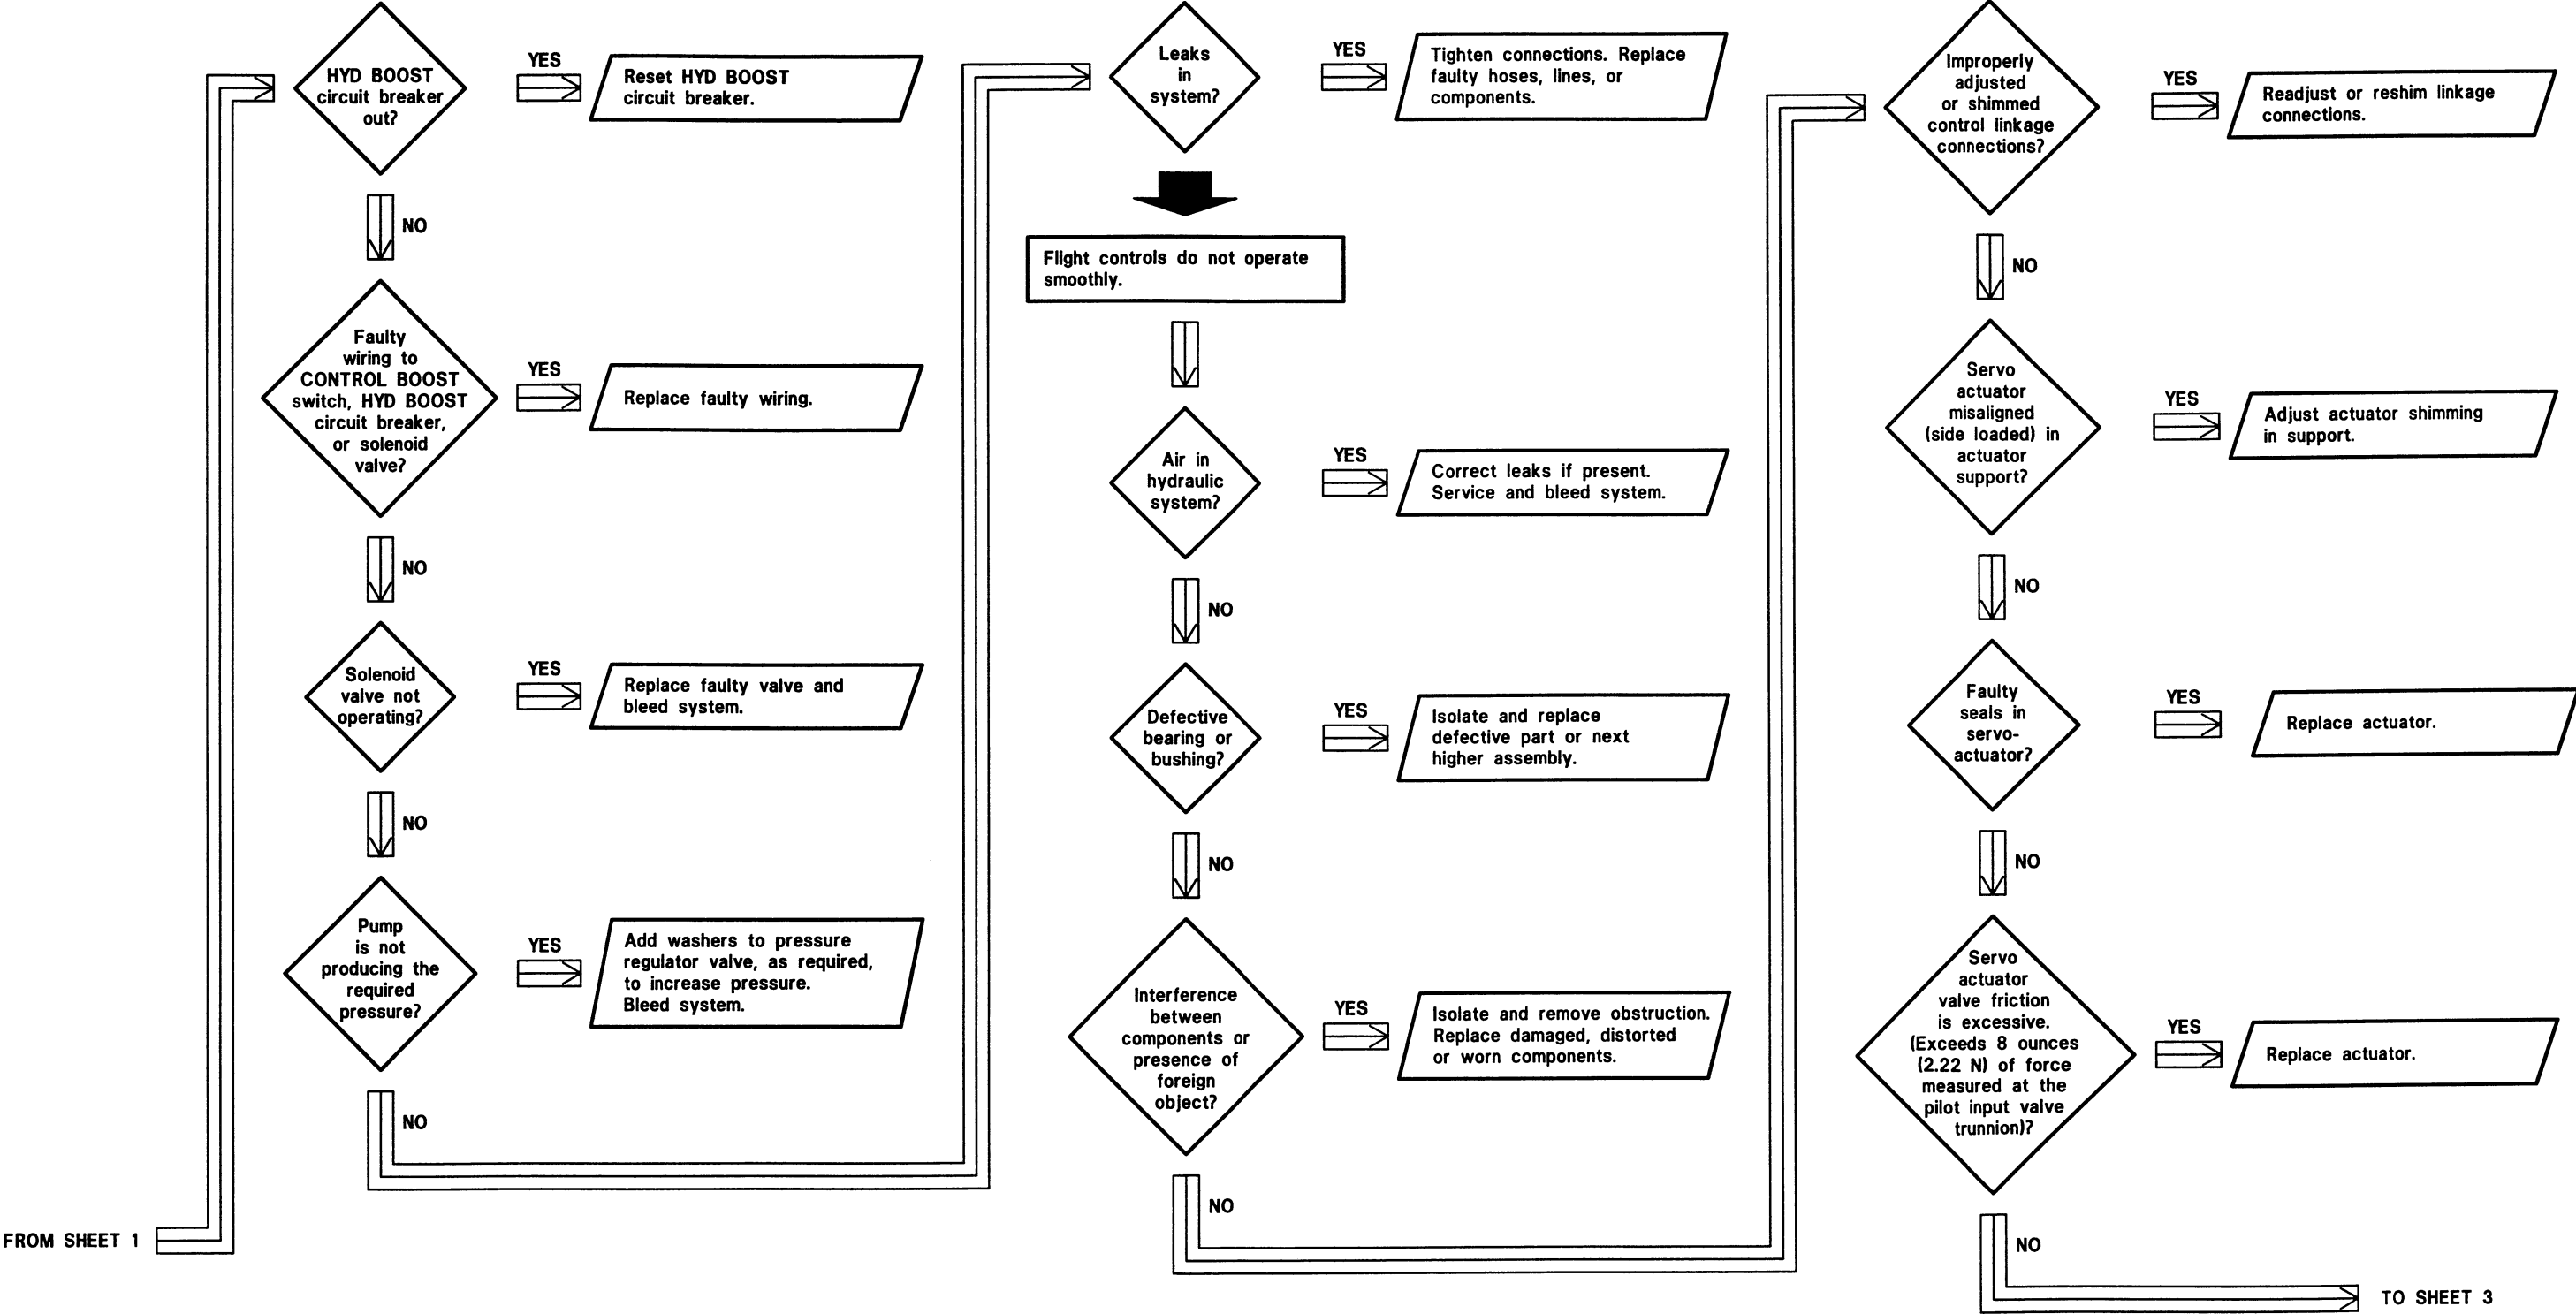 HYD BOOST
circuit breaker
out?
YES
Reset HYD BOOST
circuit breaker.
NO
Faulty
wiring to
CONTROL BOOST
switch, HYD BOOST
circuit breaker,
or solenoid
valve?
YES
Replace faulty wiring.
NO
Solenoid
valve not
operating?
YES
Replace faulty valve and
bleed system.
NO
Pump
is not
producing the
required
pressure?
YES
Add washers to pressure
regulator valve, as required,
to increase pressure.
Bleed system.
NO
FROM SHEET 1
Leaks
in
system?
YES
Tighten connections. Replace
faulty hoses, lines, or
components.
Flight controls do not operate
smoothly.
Air in
hydraulic
system?
YES
Correct leaks if present.
Service and bleed system.
NO
Defective
bearing or
bushing?
YES
Isolate and replace
defective part or next
higher assembly.
NO
Interference
between
components or
presence of
foreign
object?
YES
Isolate and remove obstruction.
Replace damaged, distorted
or worn components.
NO
Improperly
adjusted
or shimmed
control linkage
connections?
YES
Readjust or reshim linkage
connections.
NO
Servo
actuator
misaligned
(side loaded) in
actuator
support?
YES
Adjust actuator shimming
in support.
NO
Faulty
seals in
servo-
actuator?
YES
Replace actuator.
NO
Servo
actuator
valve friction
is excessive.
(Exceeds 8 ounces
(2.22 N) of force
measured at the
pilot input valve
trunnion)?
YES
Replace actuator.
NO
TO SHEET 3